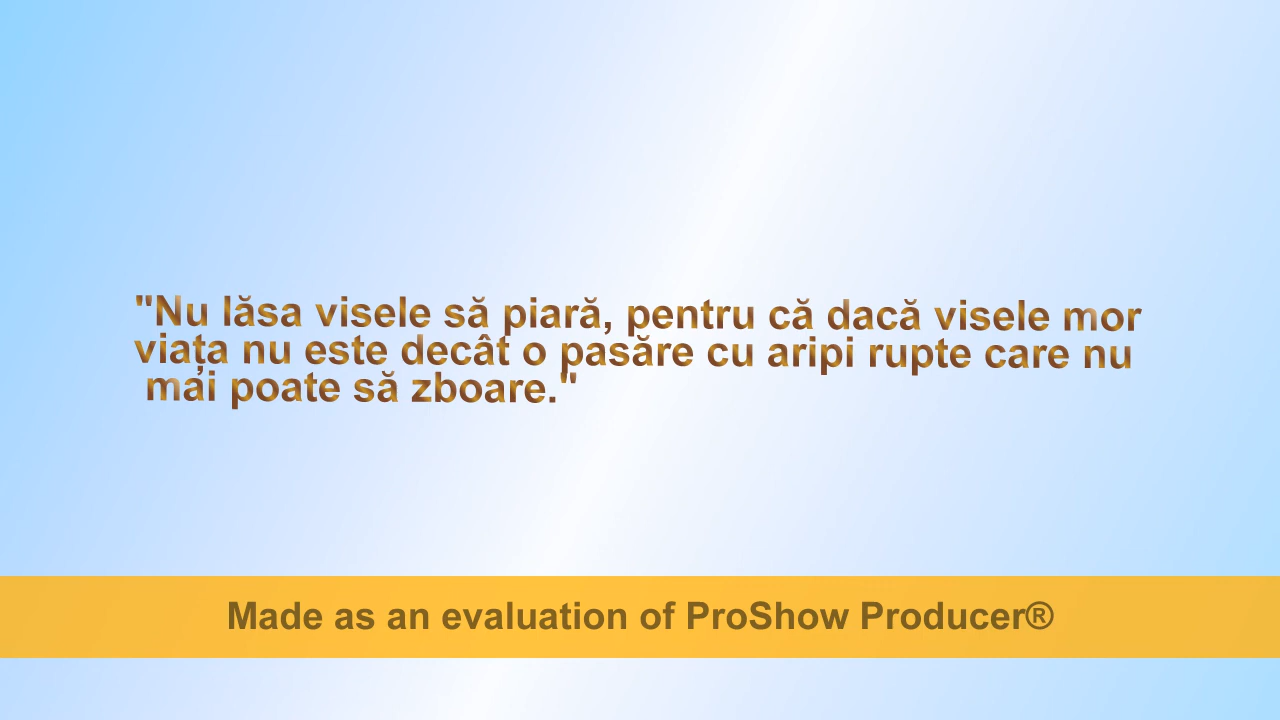 "Nu lăsa visele să piară, pentru că dacă visele mor
viața nu este decât o pasăre cu aripi rupte care nu
mai poate să zboare."
Made as an evaluation of ProShow Producer®